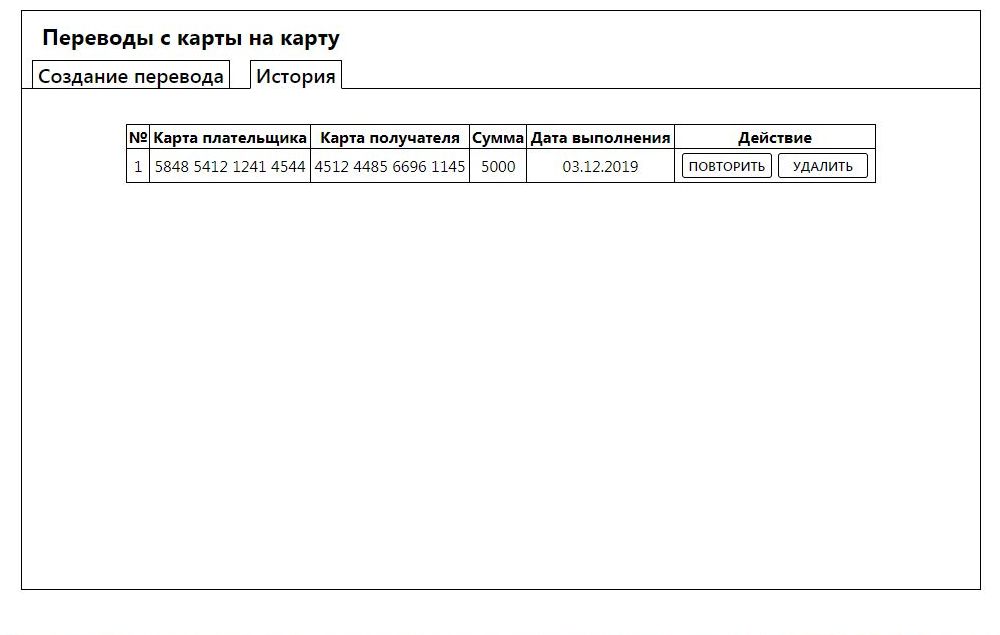 Переводы с карты на карту
Создание перевода История
№ Карта плательщика Карта получателя Сумма Дата выполнения Действие
1 5848 5412 1241 4544 4512 4485 6696 1145 5000 03.12.2019 ПОВТОРИТЬ УДАЛИТЬ